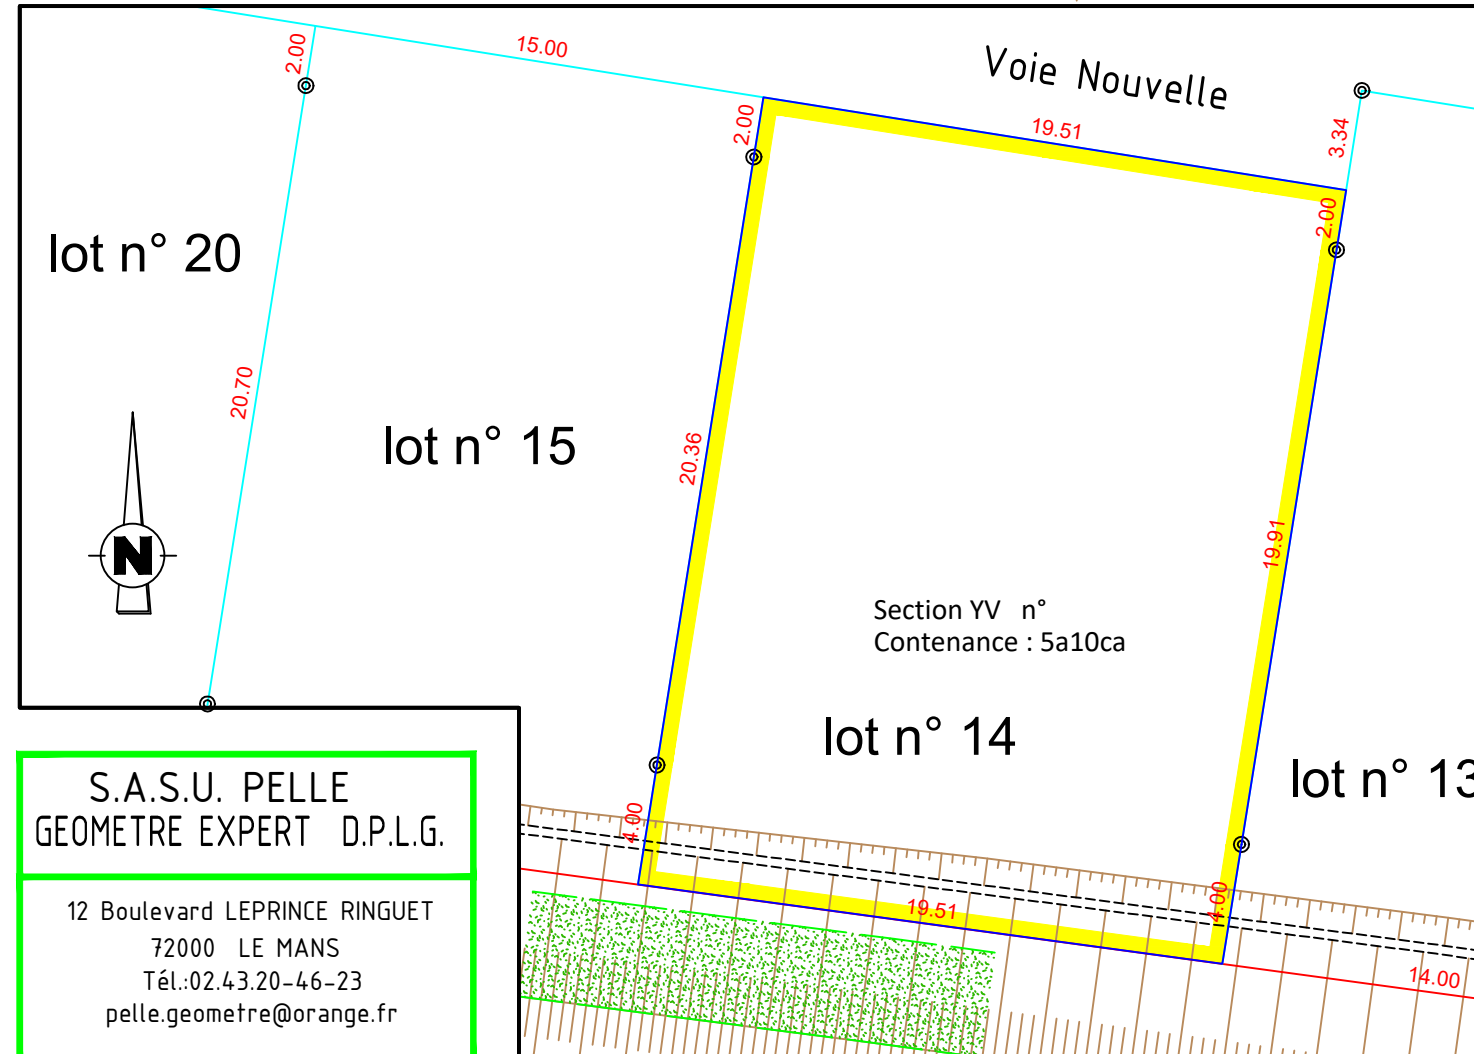 2.00
15.00
Voie Nouvelle
2.00
19.51
3.34
2.00
lot n° 20
20.70
lot n° 15
20.36
19.91
N
Section YV n°
Contenance : 5a10ca
lot n° 14
lot n° 13
4.00
4.00
19.51
14.00
S.A.S.U. PELLE
GEOMETRE EXPERT D.P.L.G.
12 Boulevard LEPRINCE RINGUET
72000 LE MANS
Tél.:02.43.20-46-23
pelle.geometre@orange.fr